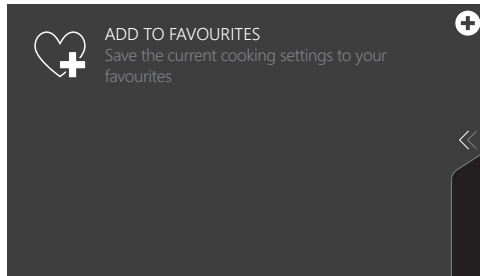 ADD TO FAVOURITES
Save the current cooking settings to your
favourites